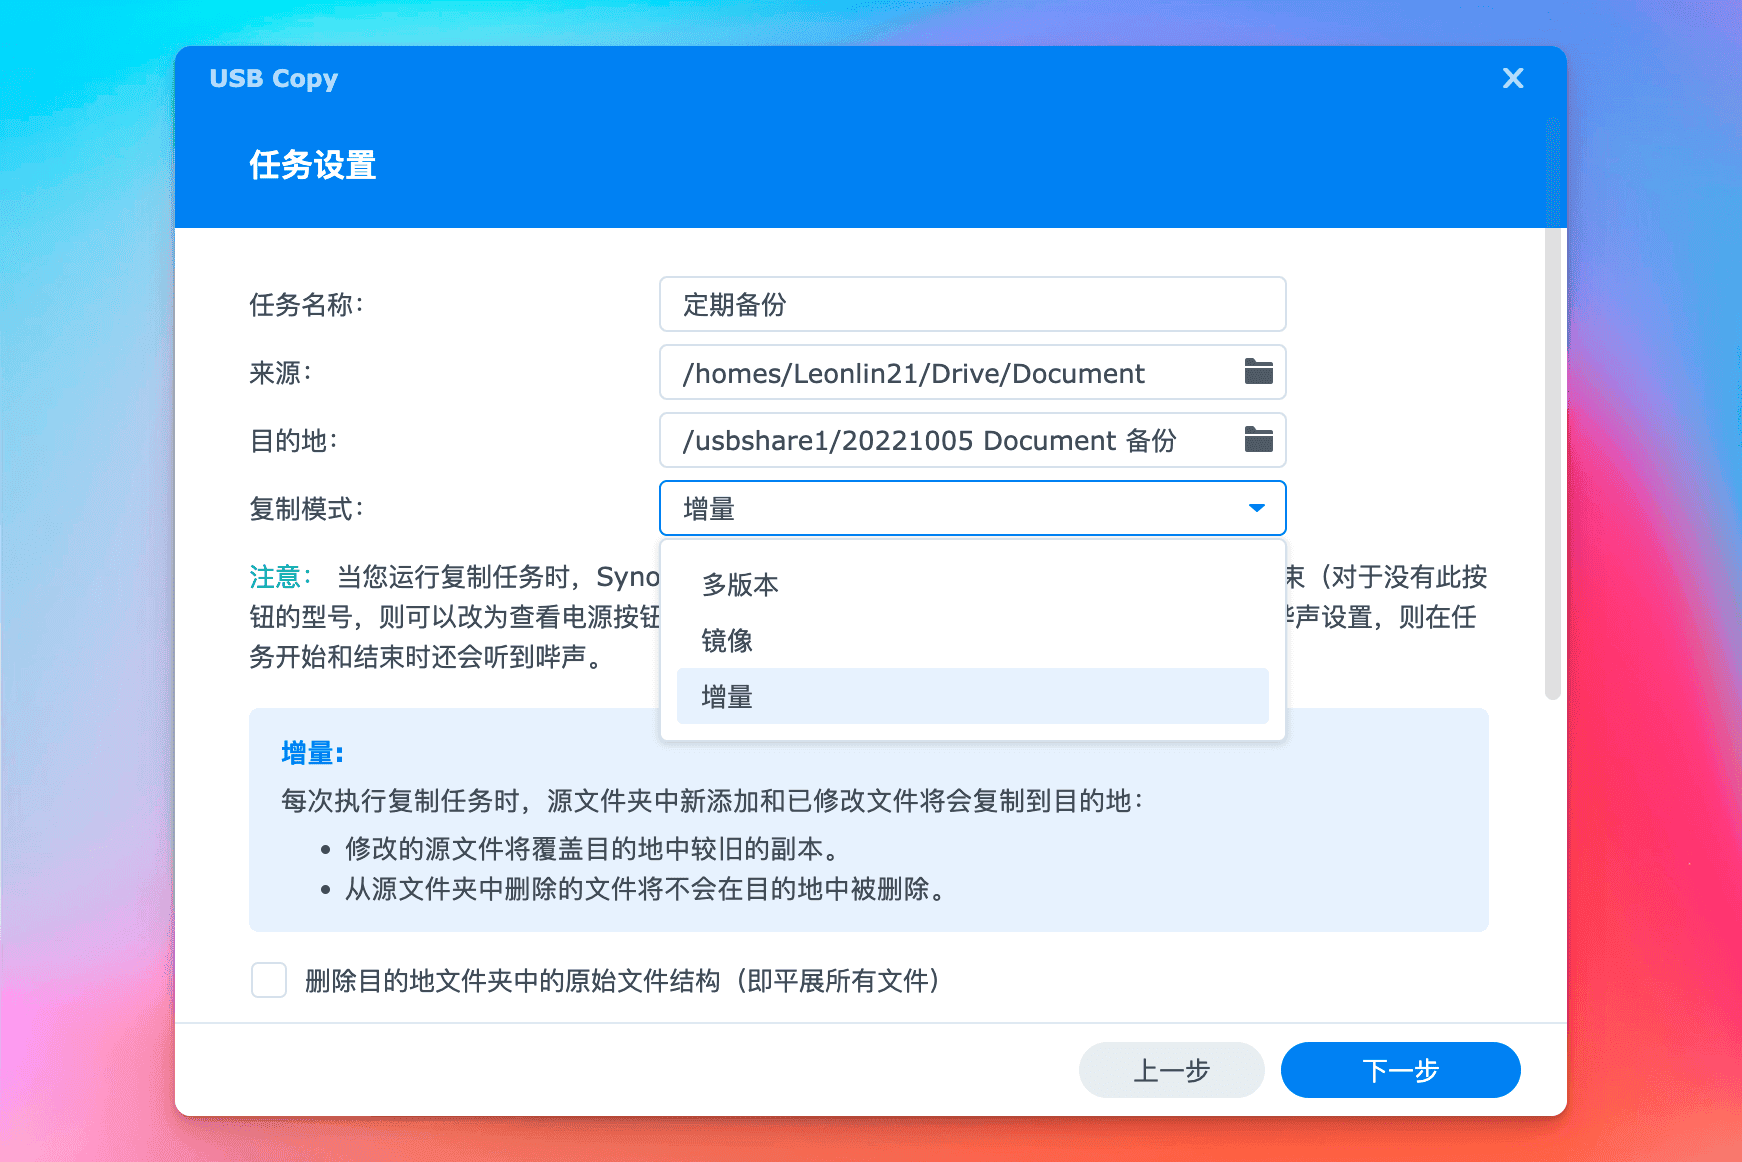 USB Copy
任务设置
任务名称：
定期备份
来源：
/homes/Leonlin21/Drive/Document
目的地：
/usbshare1/20221005 Document 备份
复制模式：
增量
多版本
镜像
增量
注意： 当您运行复制任务时，Syno
束（对于没有此按
钮的型号，则可以改为查看电源按钮
声设置，则在任
务开始和结束时还会听到哔声。
增量：
每次执行复制任务时，源文件夹中新添加和已修改文件将会复制到目的地：
• 修改的源文件将覆盖目的地中较旧的副本。
• 从源文件夹中删除的文件将不会在目的地中被删除。
删除目的地文件夹中的原始文件结构（即平展所有文件）
上一步
下一步